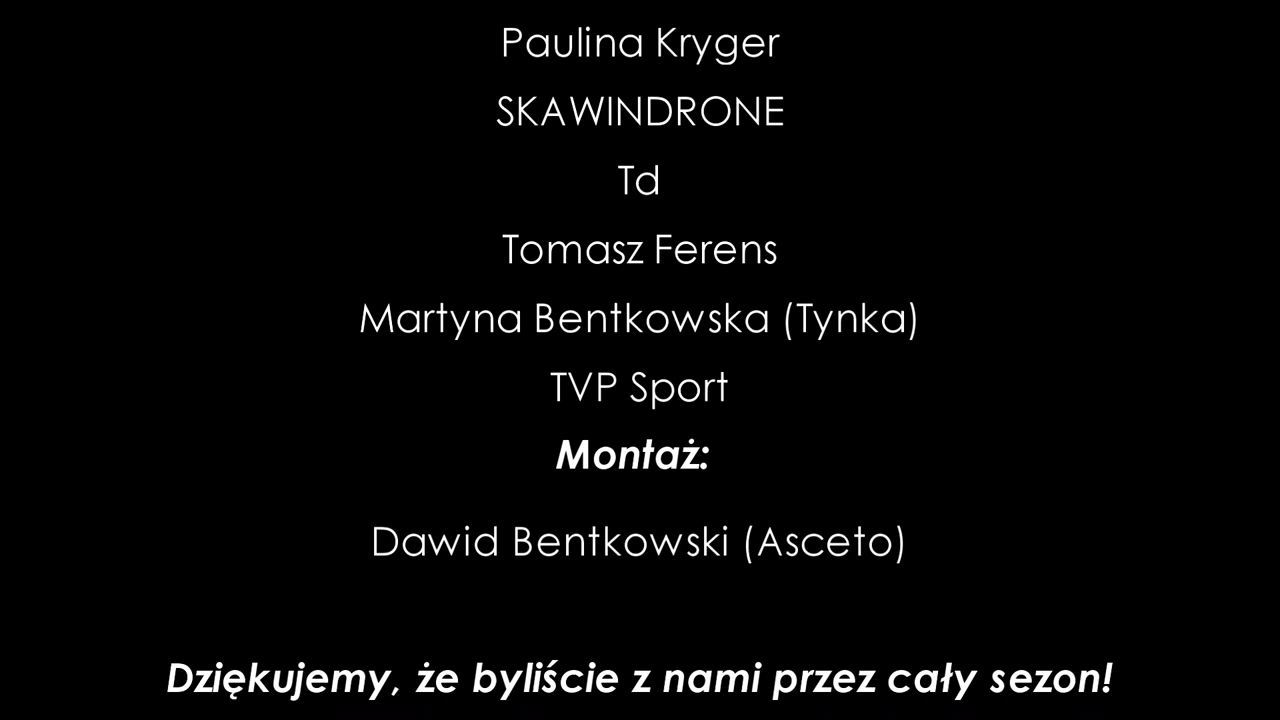 Paulina Kryger
SKAWINDRONE
Td
Tomasz Ferens
Martyna Bentkowska (Tynka)
TVP Sport
Montaż:
Dawid Bentkowski (Asceto)
Dziękujemy, że byliście z nami przez cały sezon!